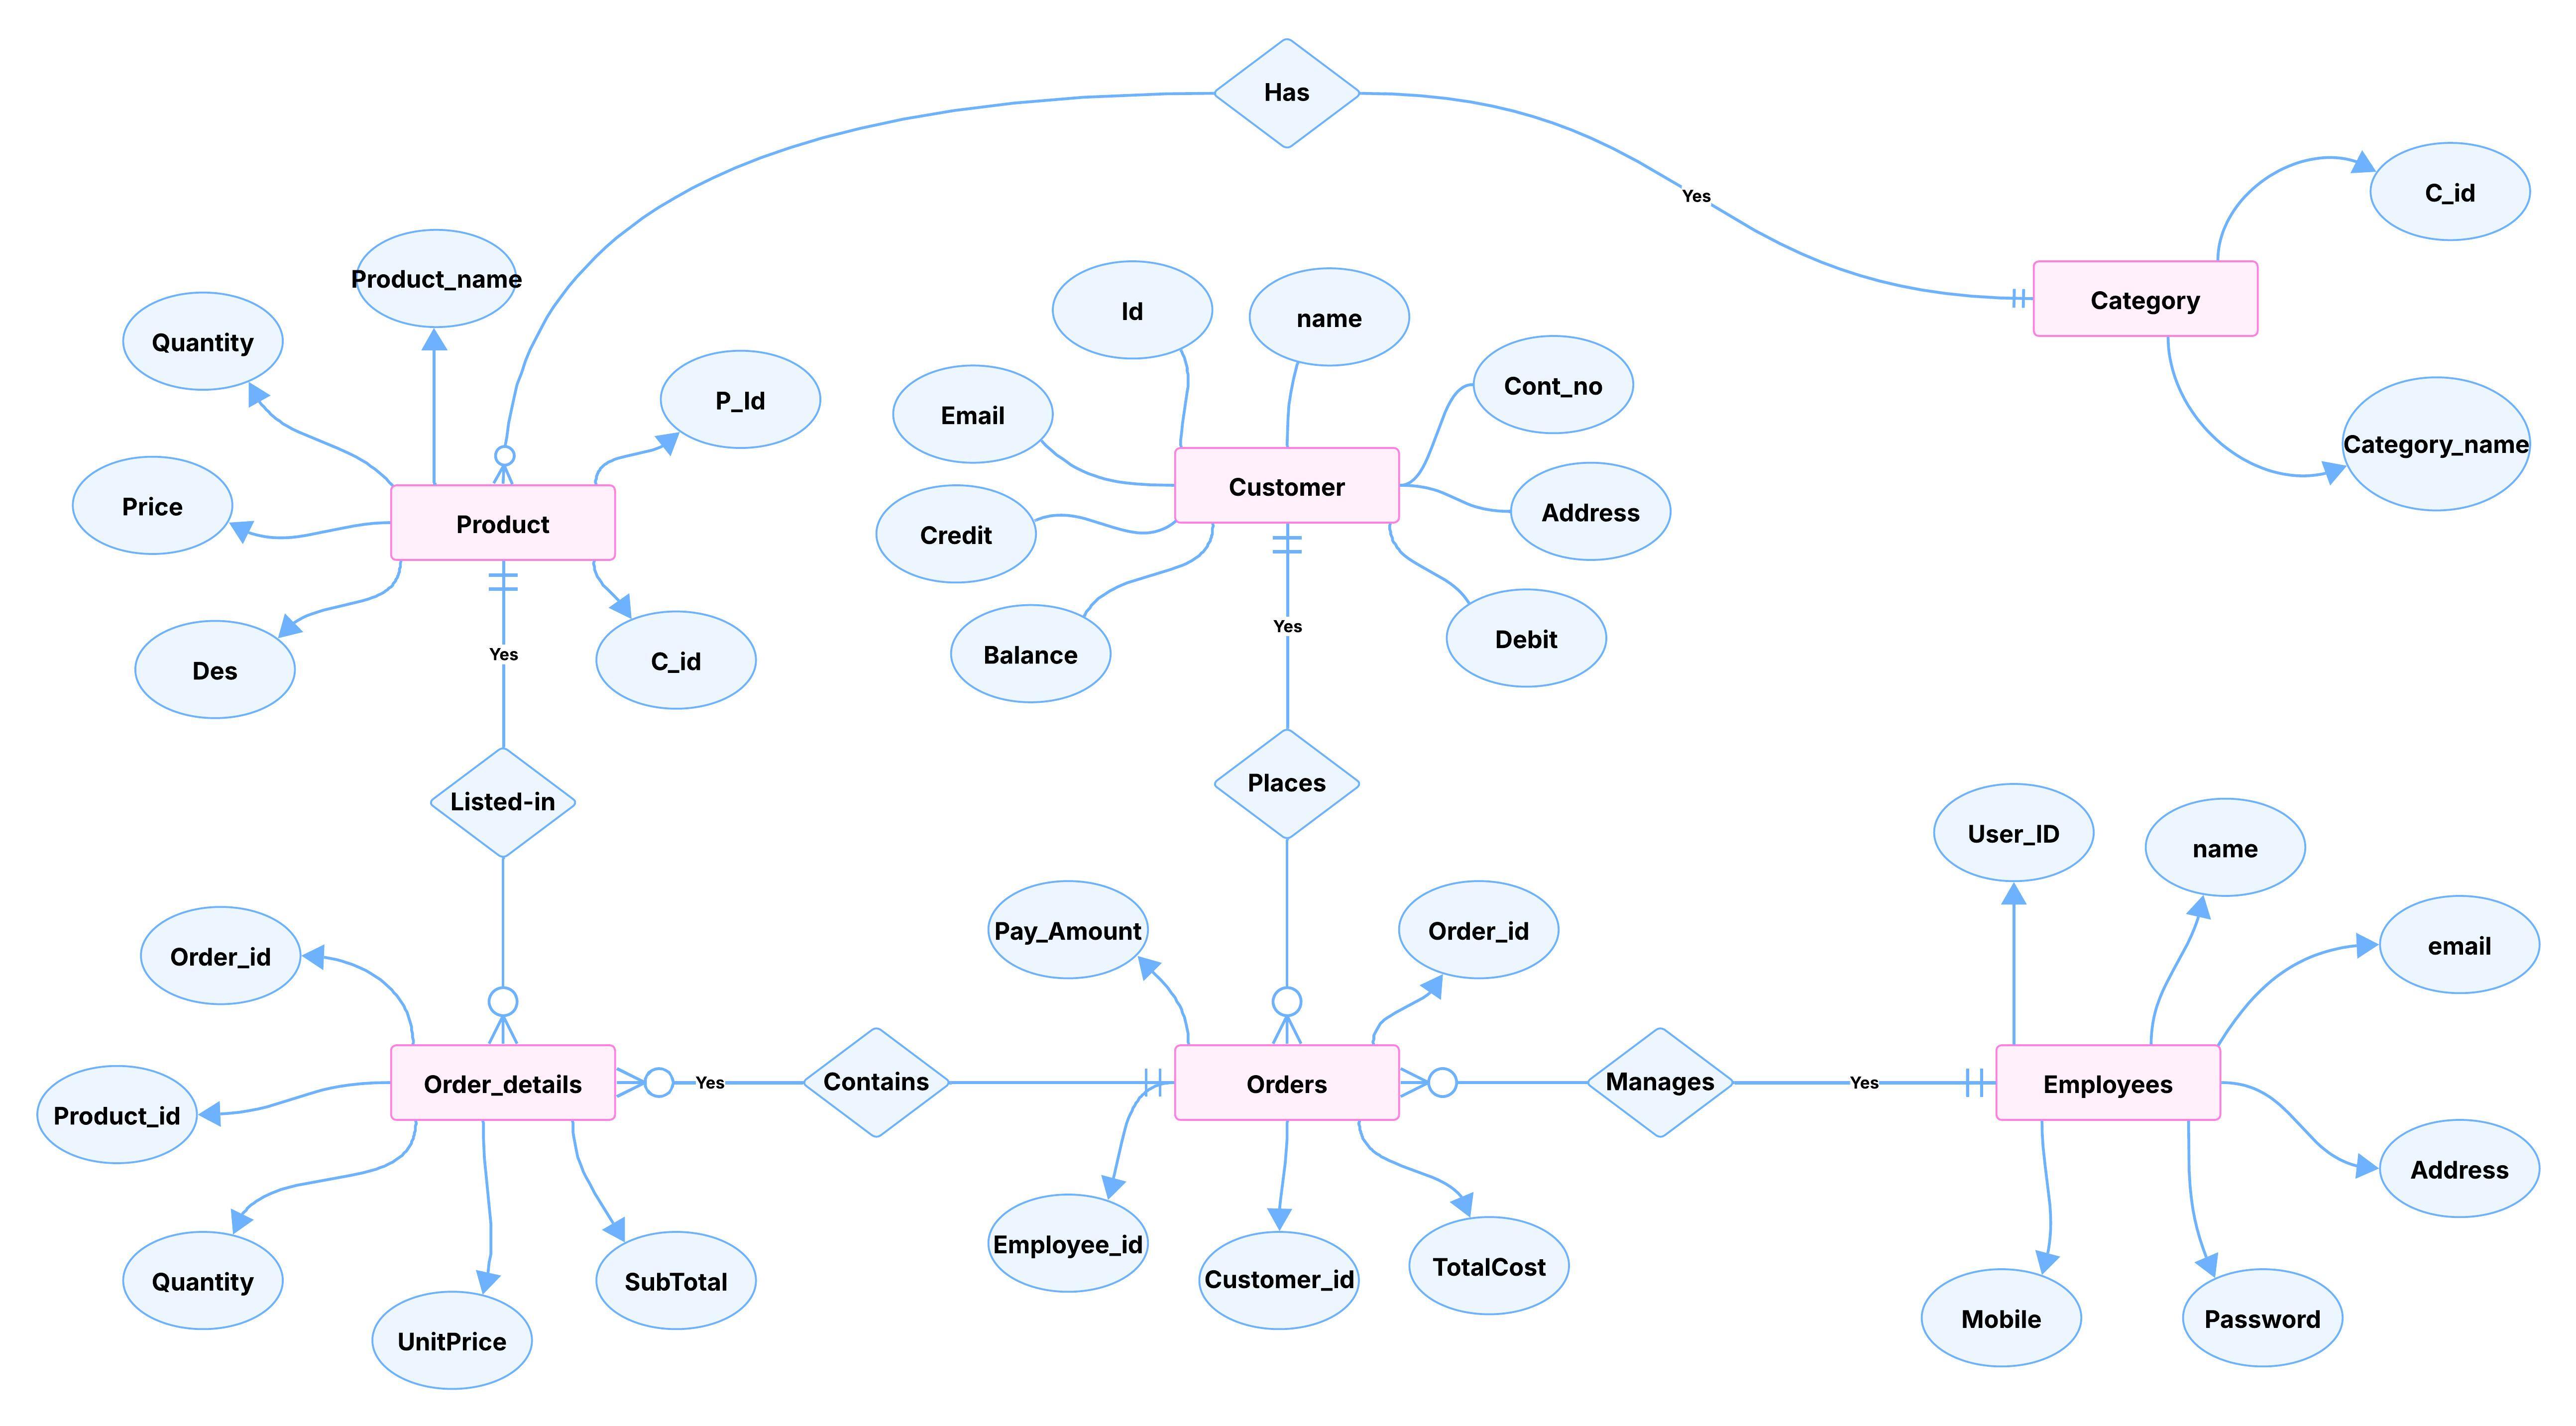 Has
Yes
C_id
Category
Category_name
Product_name
Quantity
P_Id
Price
Product
Des
C_id
Yes
Listed-in
Id
name
Email
Cont_no
Customer
Credit
Address
Balance
Debit
Yes
Places
Order_id
Order_details
Product_id
Quantity
UnitPrice
SubTotal
Yes
Contains
Pay_Amount
Order_id
Orders
Employee_id
Customer_id
TotalCost
Manages
Yes
User_ID
name
email
Employees
Address
Mobile
Password